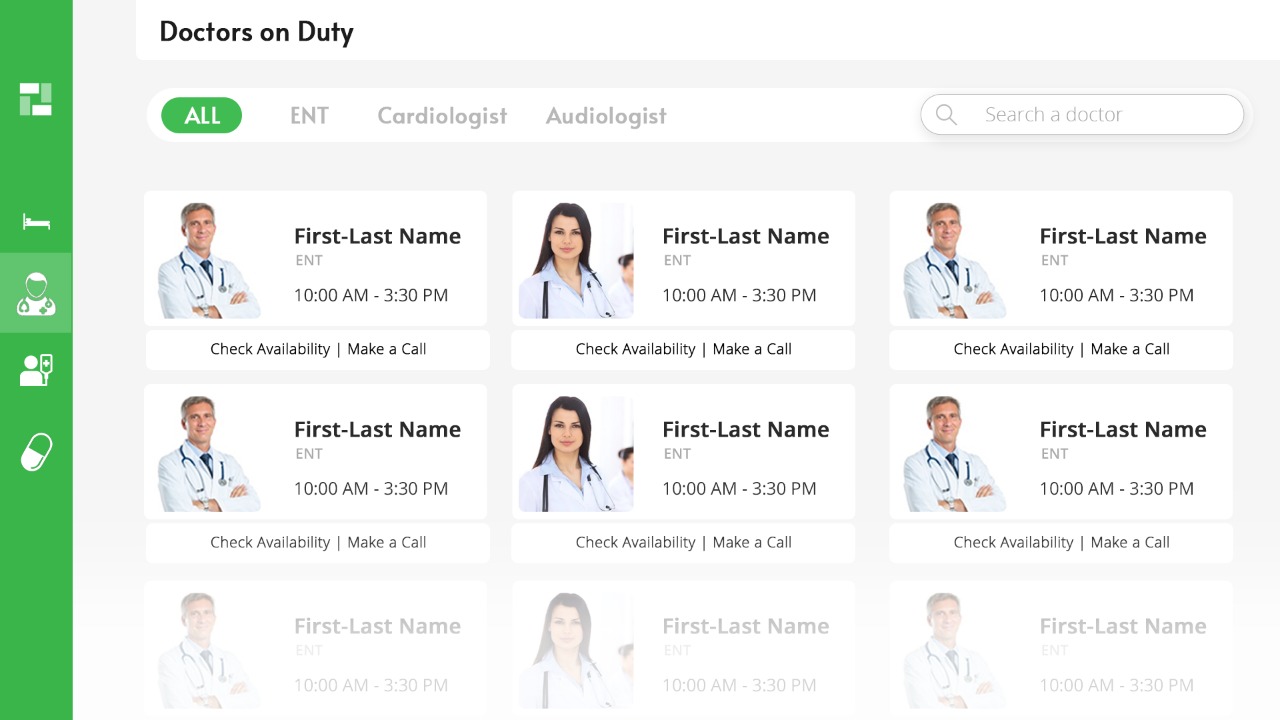 Doctors on Duty
ALL ENT Cardiologist Audiologist Search a doctor
First-Last Name First-Last Name First-Last Name
ENT ENT ENT
10:00 AM - 3:30 PM 10:00 AM - 3:30 PM 10:00 AM - 3:30 PM
Check Availability | Make a Call Check Availability | Make a Call Check Availability | Make a Call
First-Last Name First-Last Name First-Last Name
ENT ENT ENT
10:00 AM - 3:30 PM 10:00 AM - 3:30 PM 10:00 AM - 3:30 PM
Check Availability | Make a Call Check Availability | Make a Call Check Availability | Make a Call
First-Last Name First-Last Name First-Last Name
ENT ENT ENT
10:00 AM - 3:30 PM 10:00 AM - 3:30 PM 10:00 AM - 3:30 PM